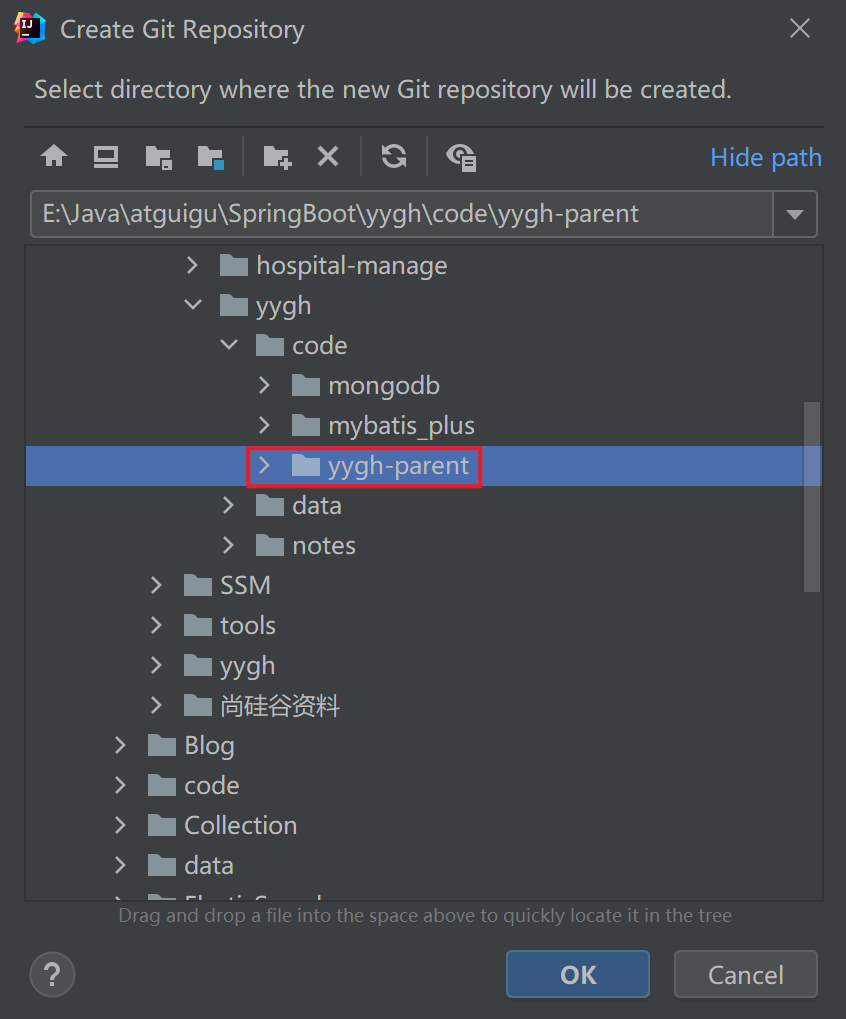 Create Git Repository
Select directory where the new Git repository will be created.
Hide path
E:\Java\atguigu\SpringBoot\yygh\code\yygh-parent
hospital-manage
yygh
code
mongodb
mybatis_plus
yygh-parent
data
notes
SSM
tools
yygh
尚硅谷资料
Blog
code
Collection
data
Drag and drop a file into the space above to quickly locate it in the tree
?
OK
Cancel